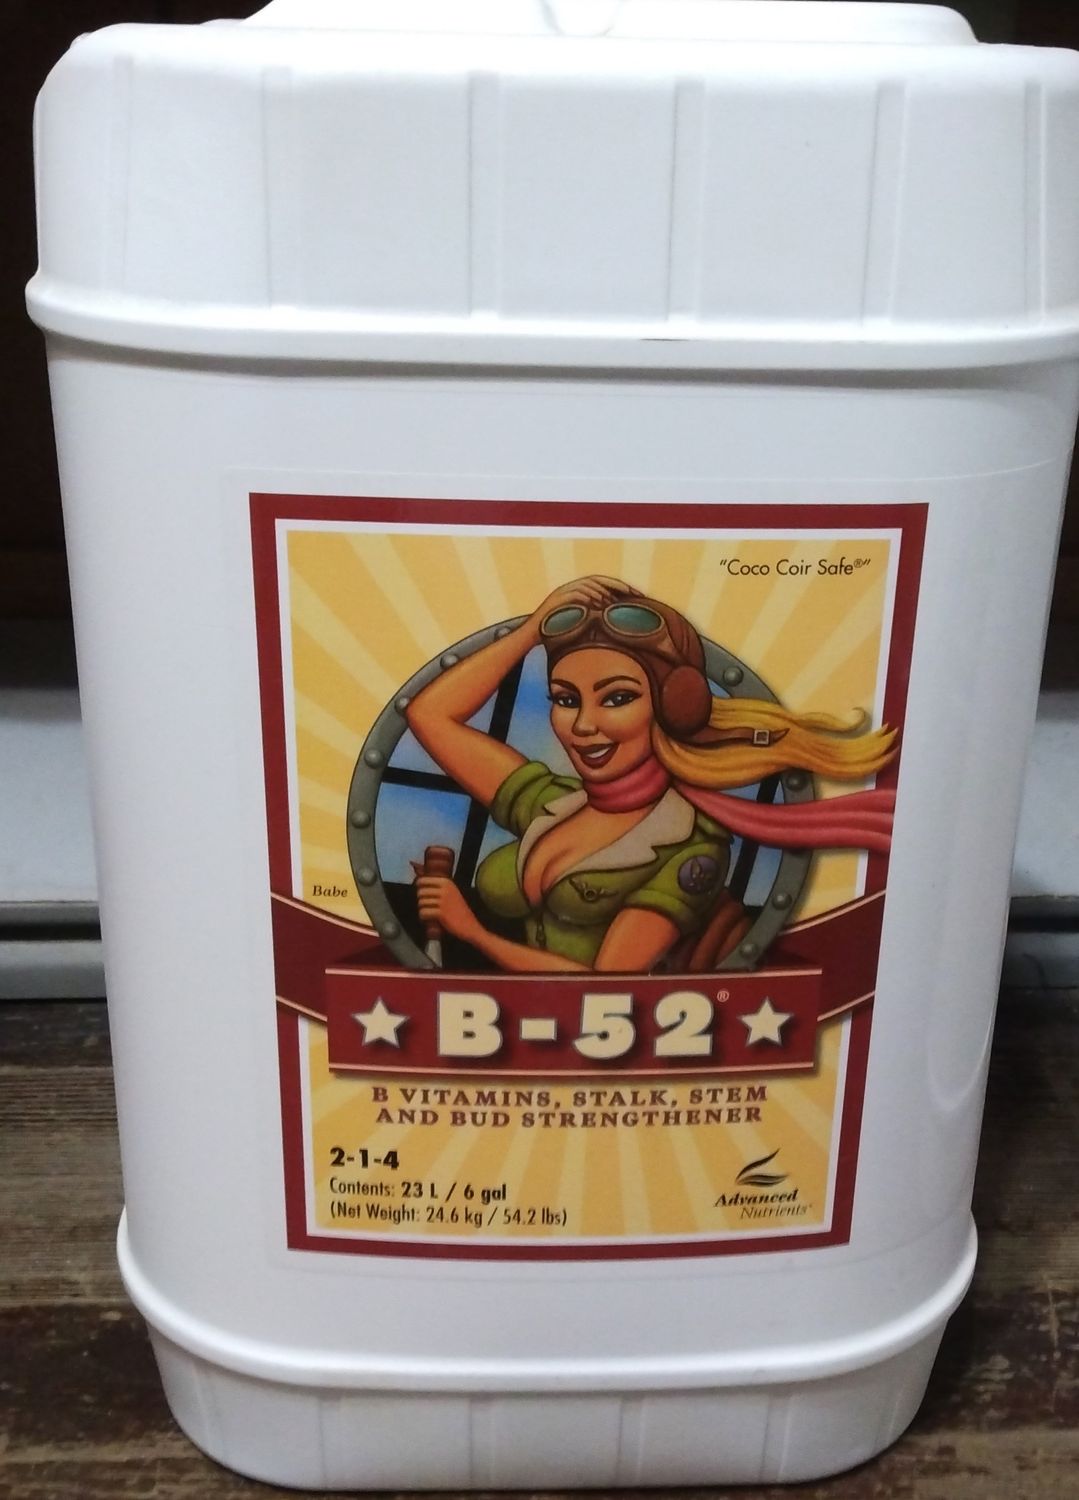 "Coco Coir Safe®"
Babe
B-52®
B VITAMINS, STALK, STEM
AND BUD STRENGTHENER
2-1-4
Contents: 23 L / 6 gal
(Net Weight: 24.6 kg / 54.2 lbs)
Advanced
Nutrients